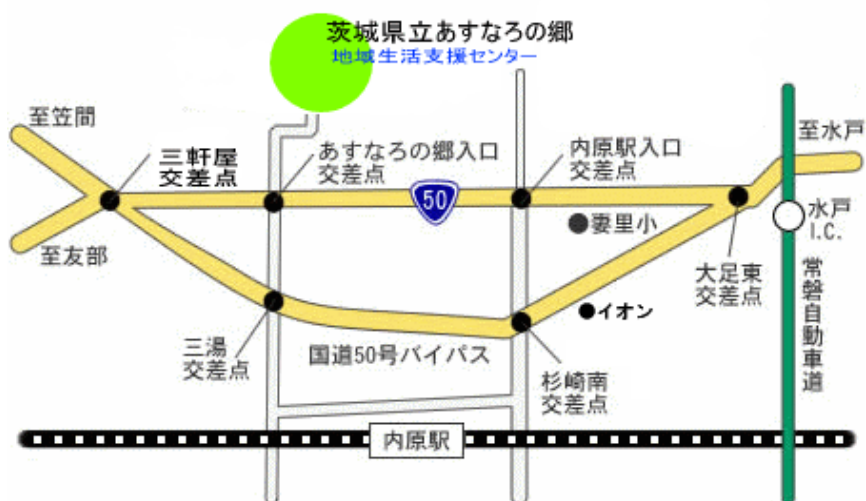 茨城県立あすなろの郷
地域生活支援センター
至笠間
三軒屋
交差点
あすなろの郷入口
交差点
内原駅入口
交差点
至水戸
50
妻里小
水戸
I.C.
至友部
大足東
交差点
イオン
常磐自動車道
三湯
交差点
国道50号バイパス
杉崎南
交差点
内原駅